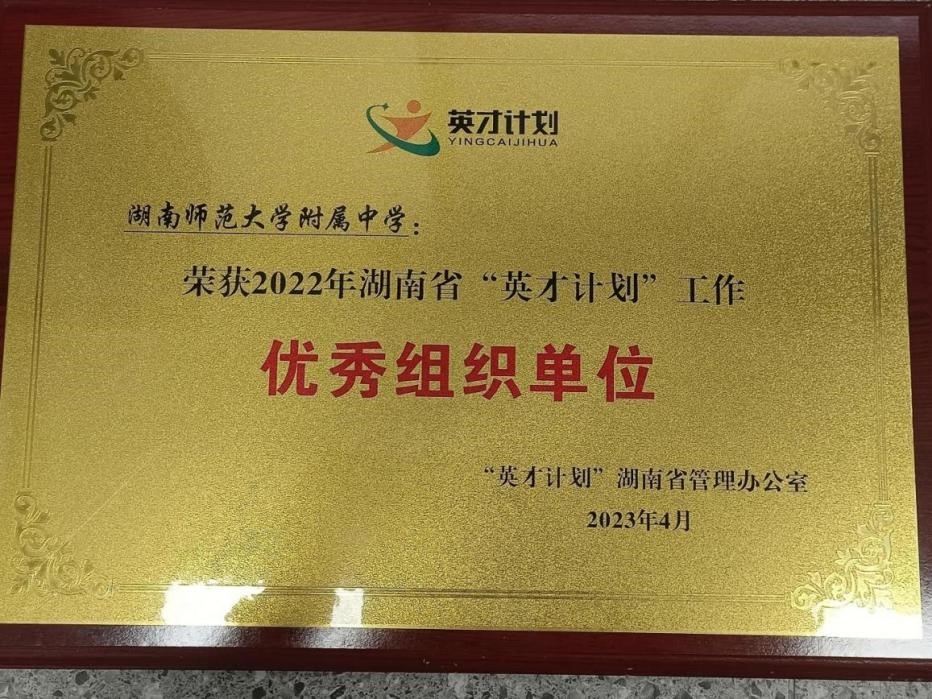 英才计划
YINGCAIJIHUA
湖南师范大学附属中学：
荣获2022年湖南省“英才计划”工作
优秀组织单位
“英才计划”湖南省管理办公室
2023年4月